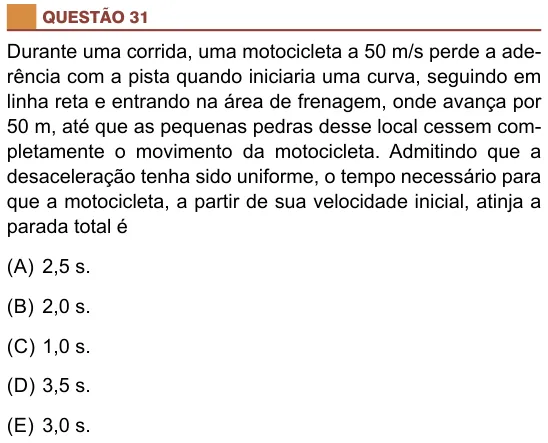 QUESTÃO 31
Durante uma corrida, uma motocicleta a 50 m/s perde a ade-
rência com a pista quando iniciaria uma curva, seguindo em
linha reta e entrando na área de frenagem, onde avança por
50 m, até que as pequenas pedras desse local cessem com-
pletamente o movimento da motocicleta. Admitindo que a
desaceleração tenha sido uniforme, o tempo necessário para
que a motocicleta, a partir de sua velocidade inicial, atinja a
parada total é
(A) 2,5 s.
(B) 2,0 s.
(C) 1,0 s.
(D) 3,5 s.
(E) 3,0 s.